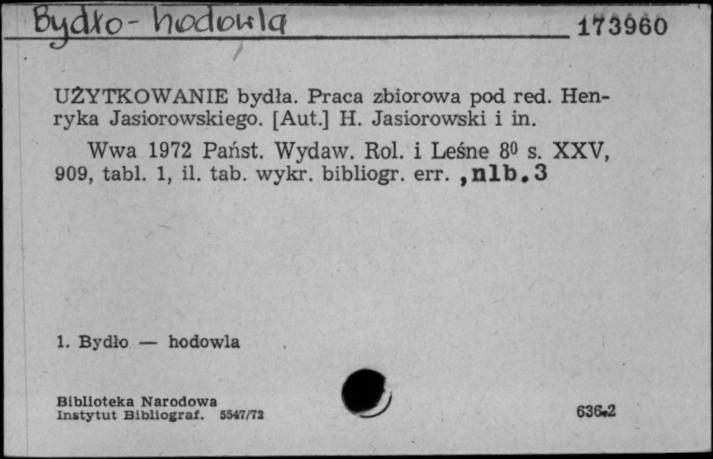 Bydło - hodowla
173960
UŻYTKOWANIE bydła. Praca zbiorowa pod red. Hen-
ryka Jasiorowskiego. [Aut.] H. Jasiorowski i in.
Wwa 1972 Państ. Wydaw. Rol. i Leśne 8⁰ s. XXV,
909, tabl. 1, il. tab. wykr. bibliogr. err. ,nlb.3
1. Bydło — hodowla
Biblioteka Narodowa
Instytut Bibliograf. 5547/72
636.2